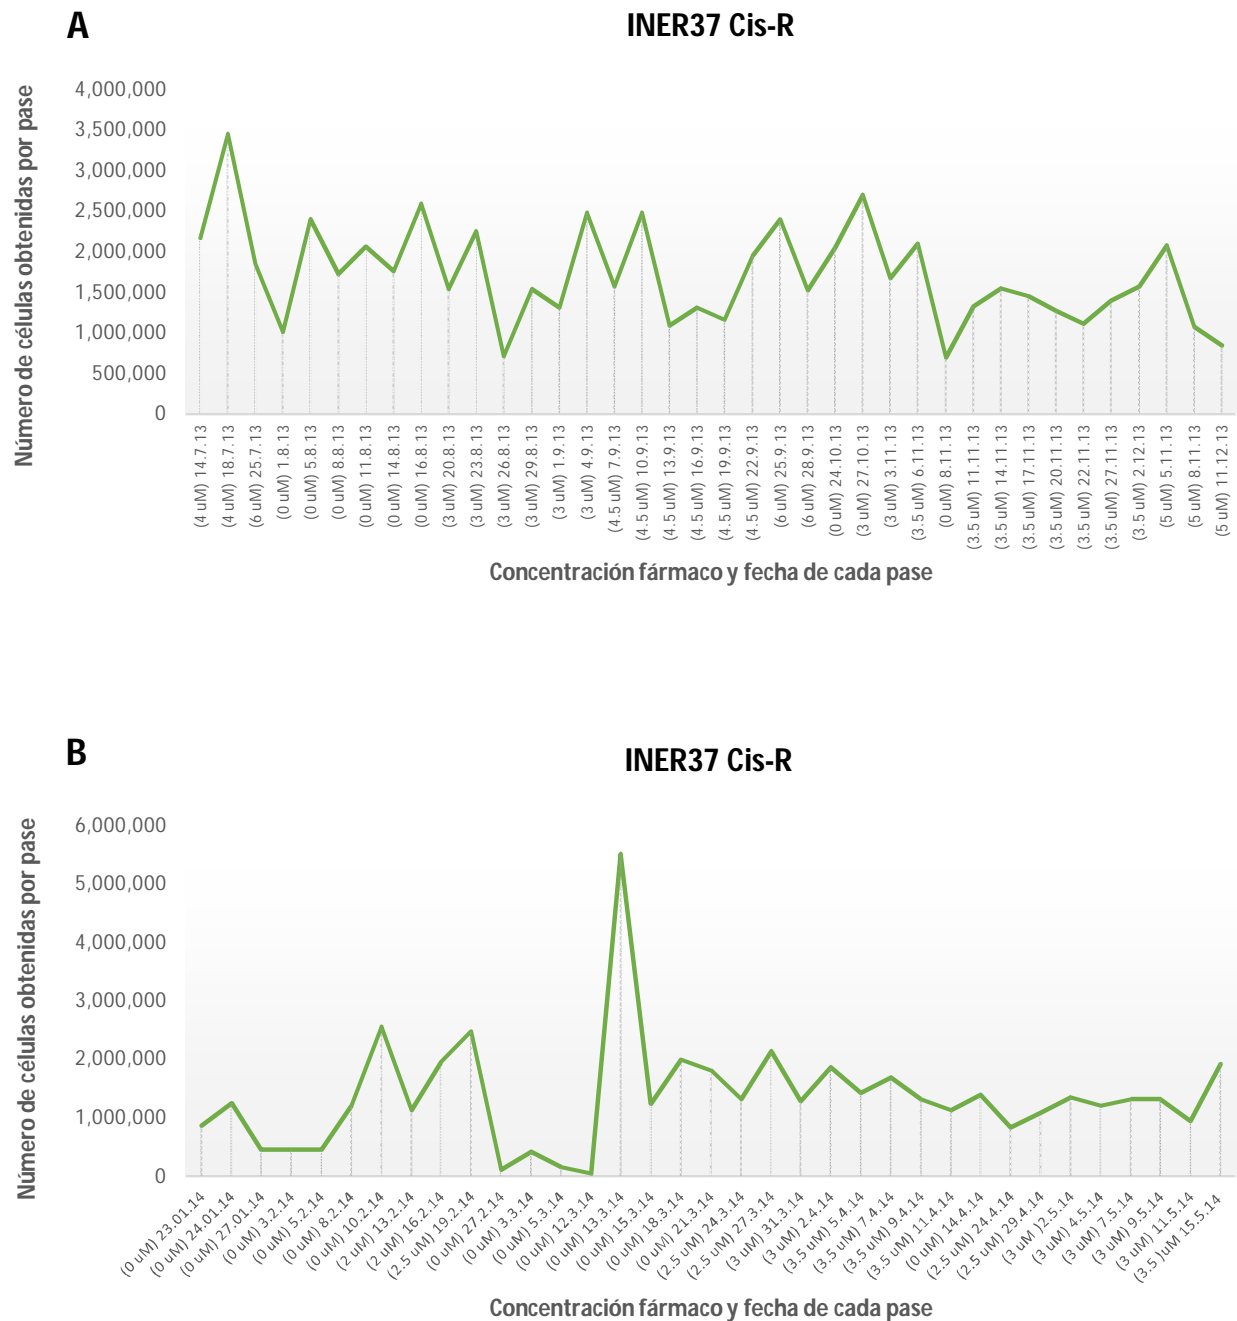 A
INER37 Cis-R
Número de células obtenidas por pase
4,000,000
3,500,000
3,000,000
2,500,000
2,000,000
1,500,000
1,000,000
500,000
0
(4 uM) 14.7.13
(4 uM) 18.7.13
(6 uM) 25.7.13
(0 uM) 1.8.13
(0 uM) 5.8.13
(0 uM) 8.8.13
(0 uM) 11.8.13
(0 uM) 14.8.13
(0 uM) 16.8.13
(3 uM) 20.8.13
(3 uM) 23.8.13
(3 uM) 26.8.13
(3 uM) 29.8.13
(3 uM) 1.9.13
(3 uM) 4.9.13
(4.5 uM) 7.9.13
(4.5 uM) 10.9.13
(4.5 uM) 13.9.13
(4.5 uM) 16.9.13
(4.5 uM) 19.9.13
(4.5 uM) 22.9.13
(6 uM) 25.9.13
(6 uM) 28.9.13
(0 uM) 24.10.13
(3 uM) 27.10.13
(3 uM) 3.11.13
(3.5 uM) 6.11.13
(0 uM) 8.11.13
(3.5 uM) 11.11.13
(3.5 uM) 14.11.13
(3.5 uM) 17.11.13
(3.5 uM) 20.11.13
(3.5 uM) 22.11.13
(3.5 uM) 27.11.13
(3.5 uM) 2.12.13
(5 uM) 5.11.13
(5 uM) 8.11.13
(5 uM) 11.12.13
Concentración fármaco y fecha de cada pase
B
INER37 Cis-R
Número de células obtenidas por pase
6,000,000
5,000,000
4,000,000
3,000,000
2,000,000
1,000,000
0
(0 uM) 23.01.14
(0 uM) 24.01.14
(0 uM) 27.01.14
(0 uM) 3.2.14
(0 uM) 5.2.14
(0 uM) 8.2.14
(0 uM) 10.2.14
(2 uM) 13.2.14
(2 uM) 16.2.14
(2.5 uM) 19.2.14
(0 uM) 27.2.14
(0 uM) 3.3.14
(0 uM) 5.3.14
(0 uM) 12.3.14
(0 uM) 13.3.14
(0 uM) 15.3.14
(0 uM) 18.3.14
(0 uM) 21.3.14
(2.5 uM) 24.3.14
(2.5 uM) 27.3.14
(3 uM) 31.3.14
(3 uM) 2.4.14
(3.5 uM) 5.4.14
(3.5 uM) 7.4.14
(3.5 uM) 9.4.14
(3.5 uM) 11.4.14
(0 uM) 14.4.14
(2.5 uM) 24.4.14
(2.5 uM) 29.4.14
(3 uM) )2.5.14
(3 uM) 4.5.14
(3 uM) 7.5.14
(3 uM) 9.5.14
(3 uM) 11.5.14
(3.5 )uM 15.5.14
Concentración fármaco y fecha de cada pase